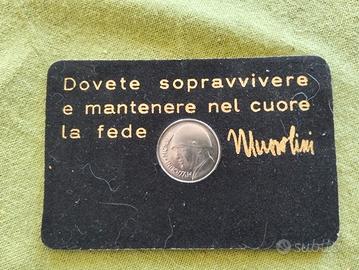 Dovete sopravvivere
e mantenere nel cuore
la fede
Mussolini
subito